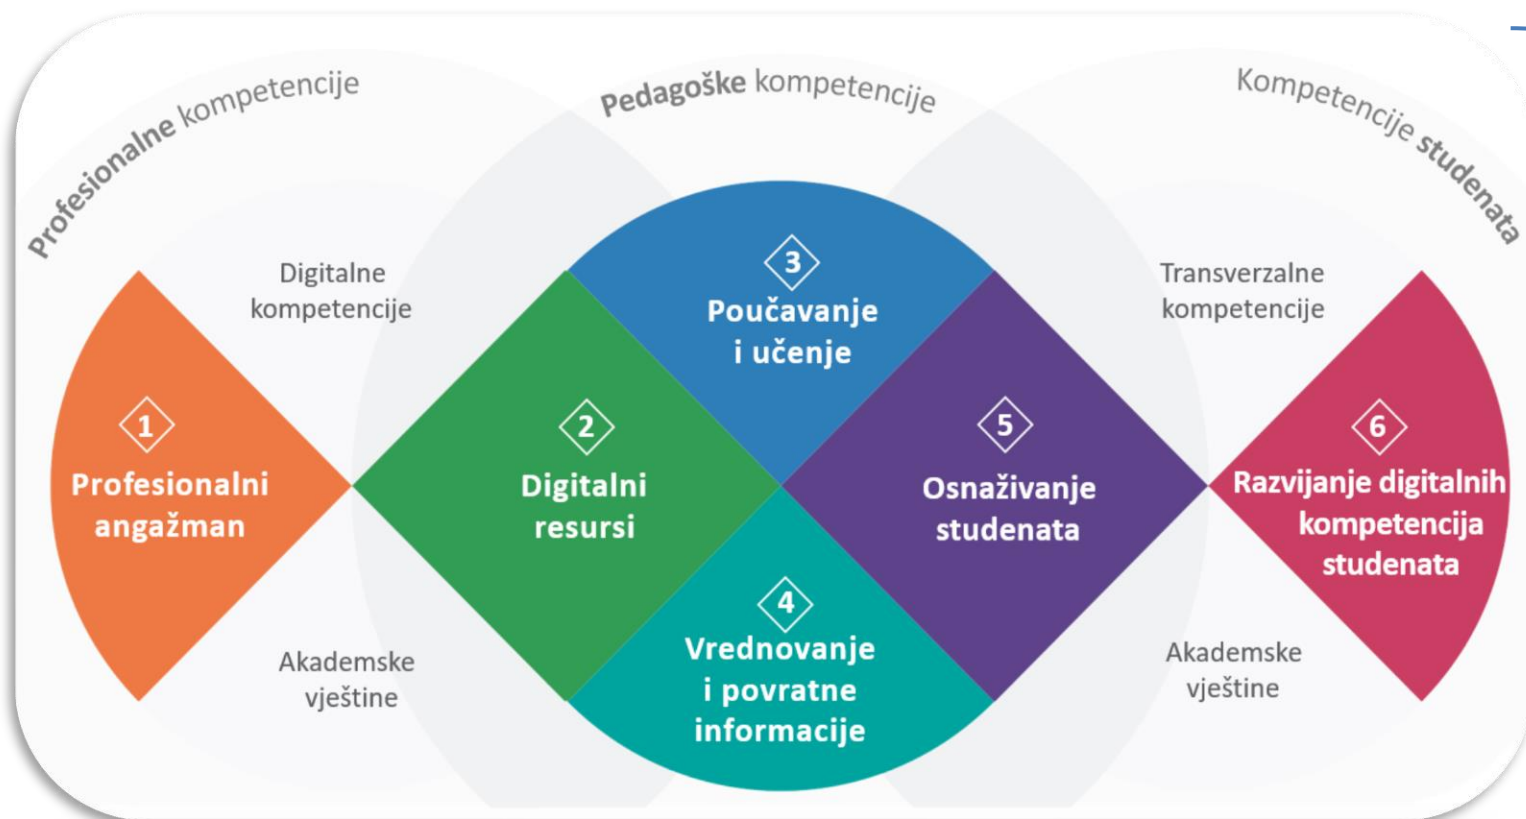 Profesionalne kompetencije
Pedagoške kompetencije
Kompetencije studenata
Digitalne
kompetencije
Transverzalne
kompetencije
1
Profesionalni
angažman
2
Digitalni
resursi
3
Poučavanje
i učenje
4
Vrednovanje
i povratne
informacije
5
Osnaživanje
studenata
6
Razvijanje digitalnih
kompetencija
studenata
Akademske
vještine
Akademske
vještine